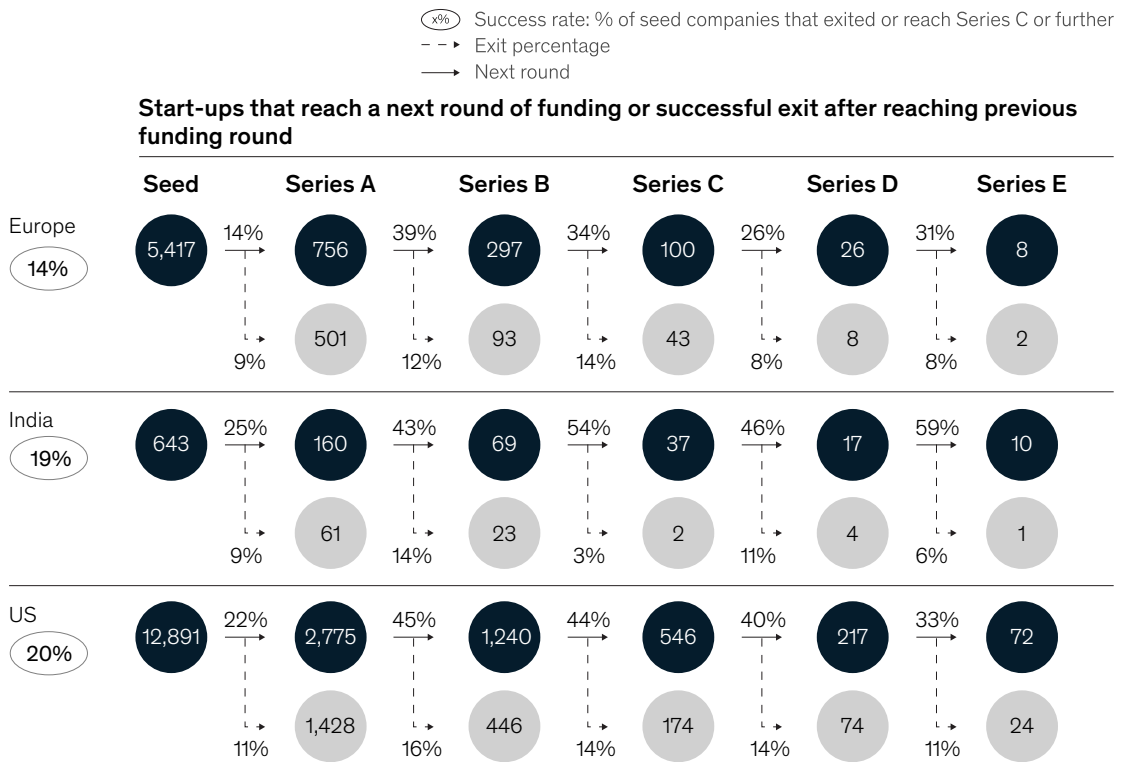 x% Success rate: % of seed companies that exited or reach Series C or further
Exit percentage
Next round
Start-ups that reach a next round of funding or successful exit after reaching previous
funding round
Seed Series A Series B Series C Series D Series E
Europe
14% 39% 34% 26% 31%
5,417 756 297 100 26 8
14%
501 93 43 8 2
9% 12% 14% 8% 8%
India
25% 43% 54% 46% 59%
643 160 69 37 17 10
19%
61 23 2 4 1
9% 14% 3% 11% 6%
US
22% 45% 44% 40% 33%
12,891 2,775 1,240 546 217 72
20%
1,428 446 174 74 24
11% 16% 14% 14% 11%